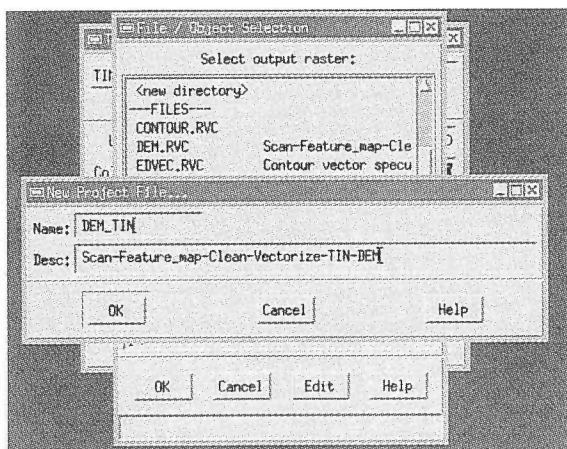 File / Object Selection
Select output raster:
TIN
<new directory>
---FILES---
CONTOUR.RVC
DEM.RVC Scan-Feature_map-Cle
EDVEC.RVC Contour vector specu
New Project File...
Name: DEM_TIN
Desc: Scan-Feature_map-Clean-Vectorize-TIN-DEM
OK Cancel Help
OK Cancel Edit Help